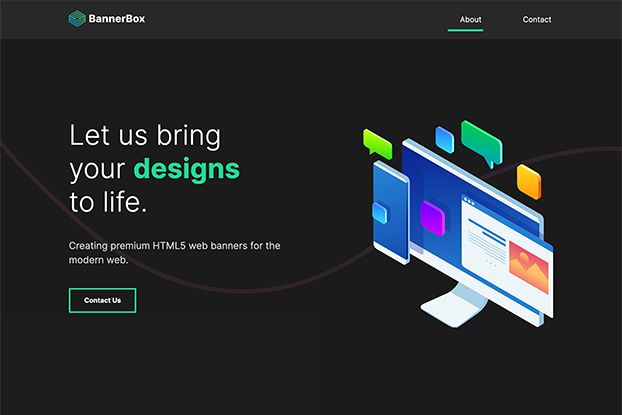 BannerBox
About
Contact
Let us bring
your designs
to life.
Creating premium HTML5 web banners for the
modern web.
Contact Us